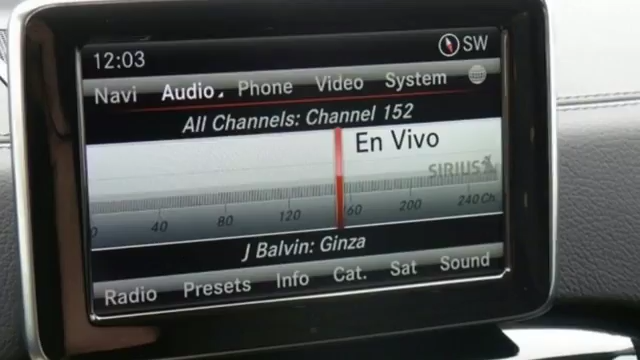 12:03 SW
Navi Audio Phone Video System
All Channels: Channel 152
En Vivo
SIRIUS
0 40 80 120 160 200 240 Ch
J Balvin: Ginza
Radio Presets Info Cat. Sat Sound